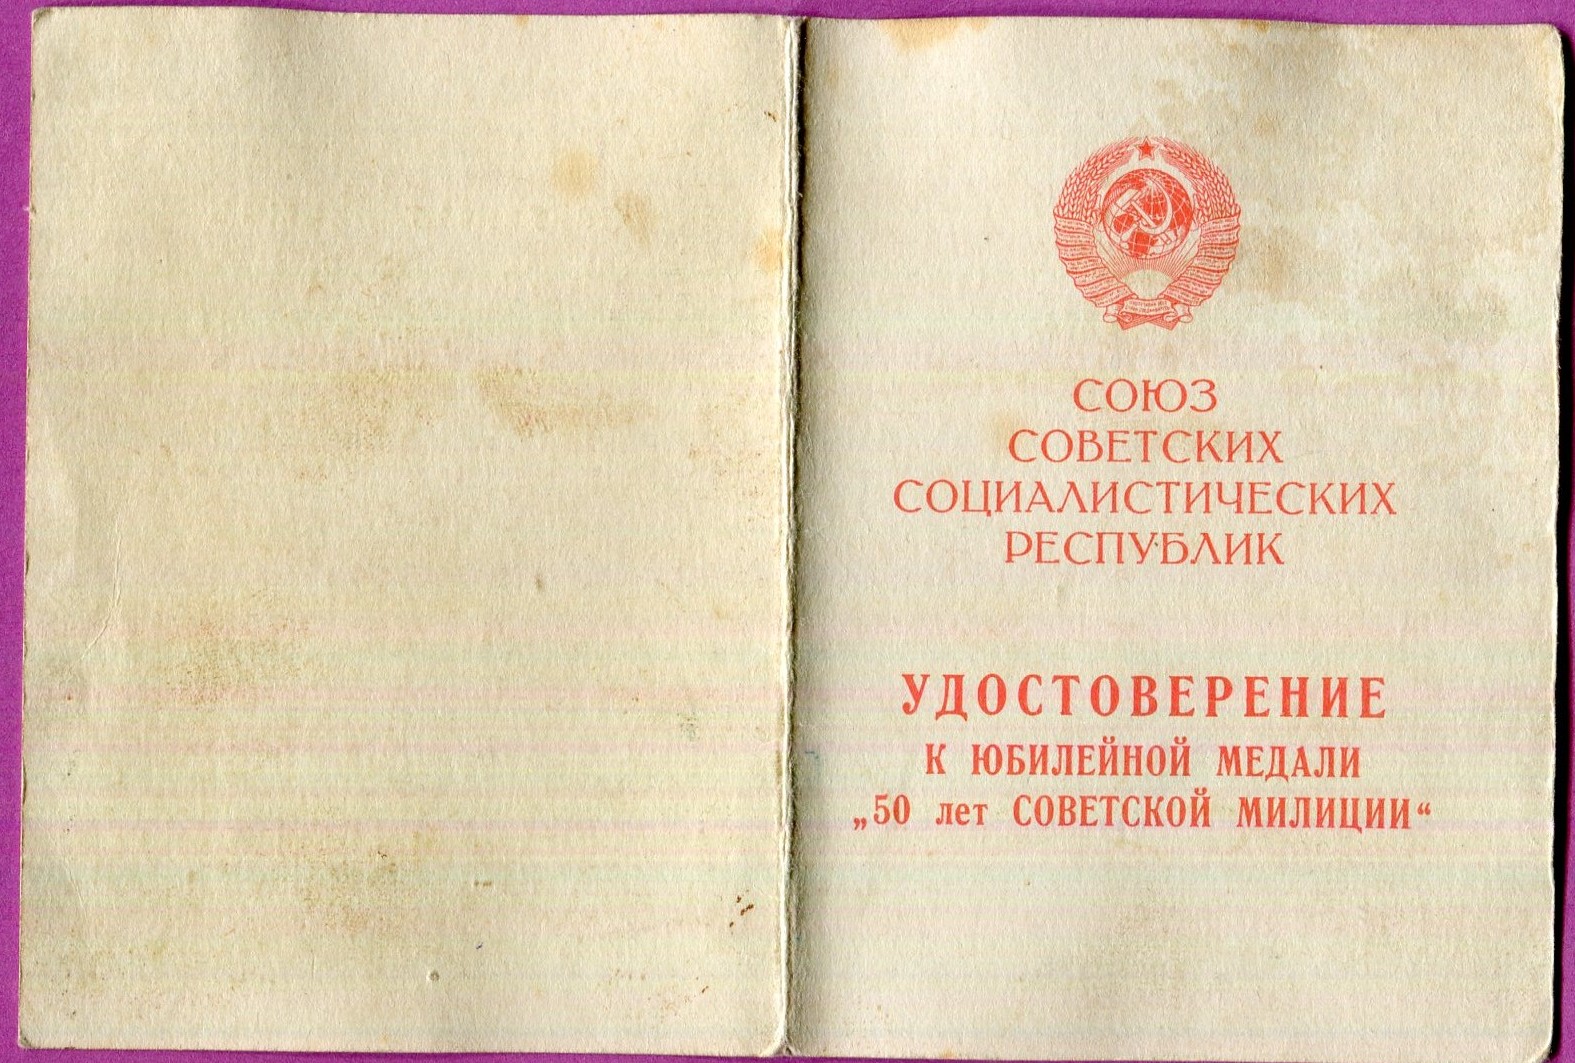 СОЮЗ
СОВЕТСКИХ
СОЦИАЛИСТИЧЕСКИХ
РЕСПУБЛИК
УДОСТОВЕРЕНИЕ
К ЮБИЛЕЙНОЙ МЕДАЛИ
„50 лет СОВЕТСКОЙ МИЛИЦИИ“